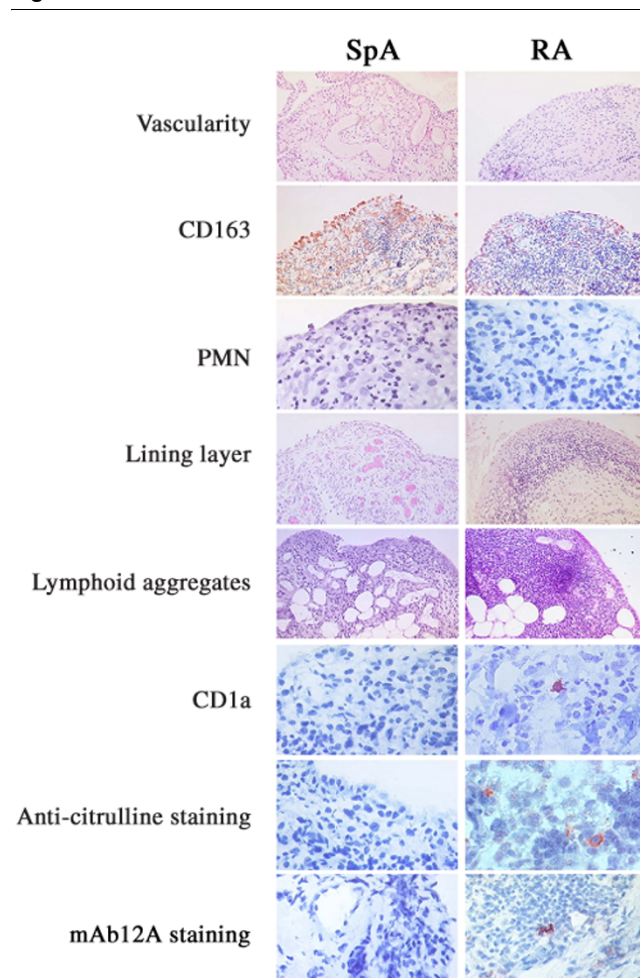 SpA RA
Vascularity
CD163
PMN
Lining layer
Lymphoid aggregates
CD1a
Anti-citrulline staining
mAb12A staining